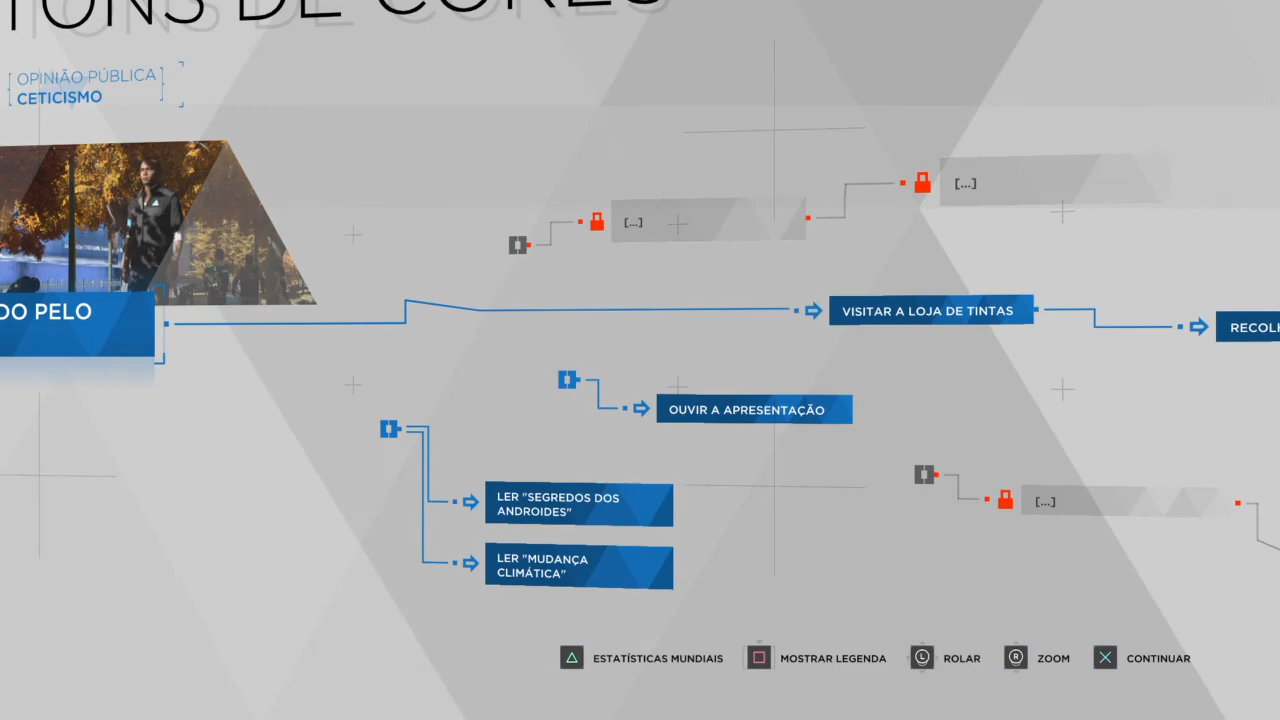 TONS DE CORES
OPINIÃO PÚBLICA
CETICISMO
[...]
[...]
DO PELO
VISITAR A LOJA DE TINTAS
RECOLH
OUVIR A APRESENTAÇÃO
LER "SEGREDOS DOS
ANDROIDES"
[...]
LER "MUDANÇA
CLIMÁTICA"
ESTATÍSTICAS MUNDIAIS
MOSTRAR LEGENDA
L ROLAR
R ZOOM
CONTINUAR